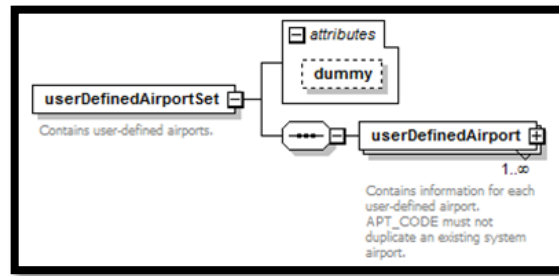 attributes
dummy
userDefinedAirportSet
Contains user-defined airports.
userDefinedAirport
1..∞
Contains information for each
user-defined airport.
APT_CODE must not
duplicate an existing system
airport.